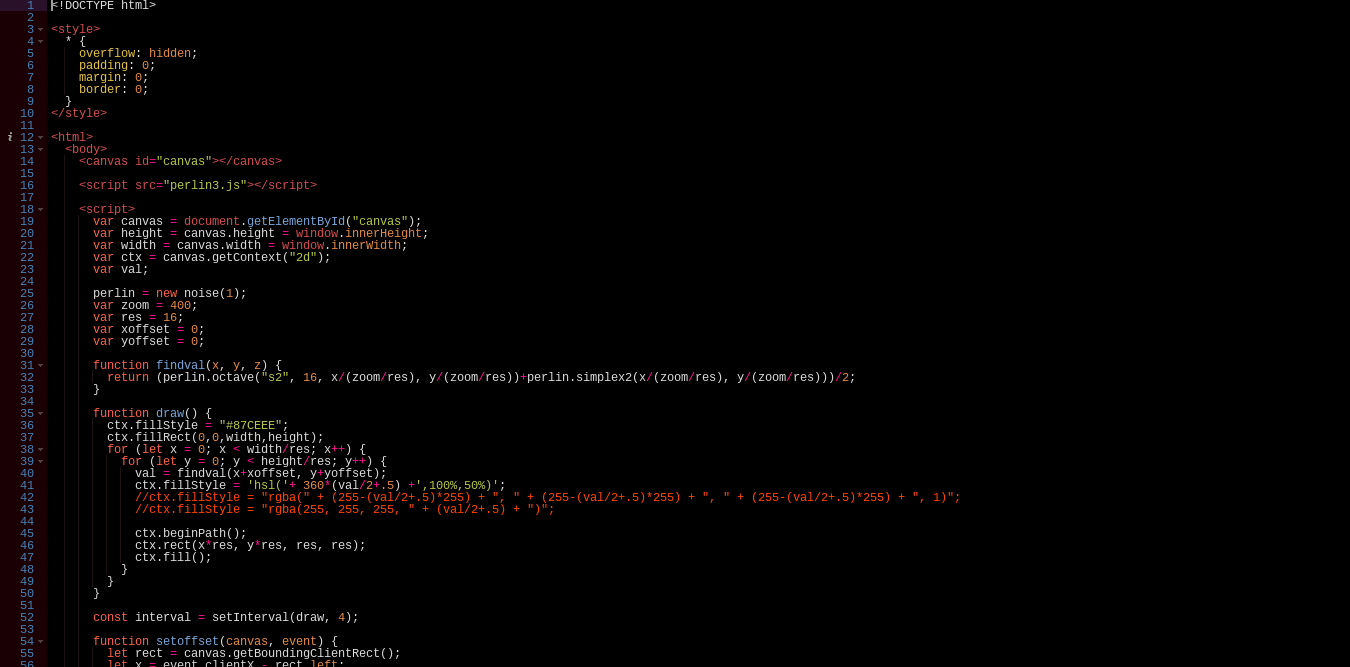 1 <!DOCTYPE html>
2
3 <style>
4   * {
5     overflow: hidden;
6     padding: 0;
7     margin: 0;
8     border: 0;
9   }
10 </style>
11
i 12 <html>
13   <body>
14     <canvas id="canvas"></canvas>
15
16     <script src="perlin3.js"></script>
17
18     <script>
19       var canvas = document.getElementById("canvas");
20       var height = canvas.height = window.innerHeight;
21       var width = canvas.width = window.innerWidth;
22       var ctx = canvas.getContext("2d");
23       var val;
24
25       perlin = new noise(1);
26       var zoom = 400;
27       var res = 16;
28       var xoffset = 0;
29       var yoffset = 0;
30
31       function findval(x, y, z) {
32         return (perlin.octave("s2", 16, x/(zoom/res), y/(zoom/res))+perlin.simplex2(x/(zoom/res), y/(zoom/res)))/2;
33       }
34
35       function draw() {
36         ctx.fillStyle = "#87CEEE";
37         ctx.fillRect(0,0,width,height);
38         for (let x = 0; x < width/res; x++) {
39           for (let y = 0; y < height/res; y++) {
40             val = findval(x+xoffset, y+yoffset);
41             ctx.fillStyle = 'hsl('+ 360*(val/2+.5) +',100%,50%)';
42             //ctx.fillStyle = "rgba(" + (255-(val/2+.5)*255) + ", " + (255-(val/2+.5)*255) + ", " + (255-(val/2+.5)*255) + ", 1)";
43             //ctx.fillStyle = "rgba(255, 255, 255, " + (val/2+.5) + ")";
44
45             ctx.beginPath();
46             ctx.rect(x*res, y*res, res, res);
47             ctx.fill();
48           }
49         }
50       }
51
52       const interval = setInterval(draw, 4);
53
54       function setoffset(canvas, event) {
55         let rect = canvas.getBoundingClientRect();
56         let x = event.clientX - rect.left;